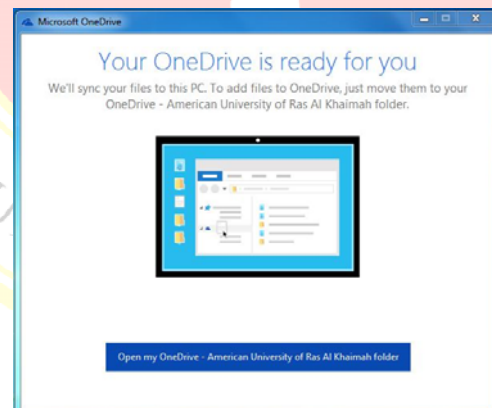 Microsoft OneDrive
Your OneDrive is ready for you
We'll sync your files to this PC. To add files to OneDrive, just move them to your
OneDrive - American University of Ras Al Khaimah folder.
Open my OneDrive - American University of Ras Al Khaimah folder